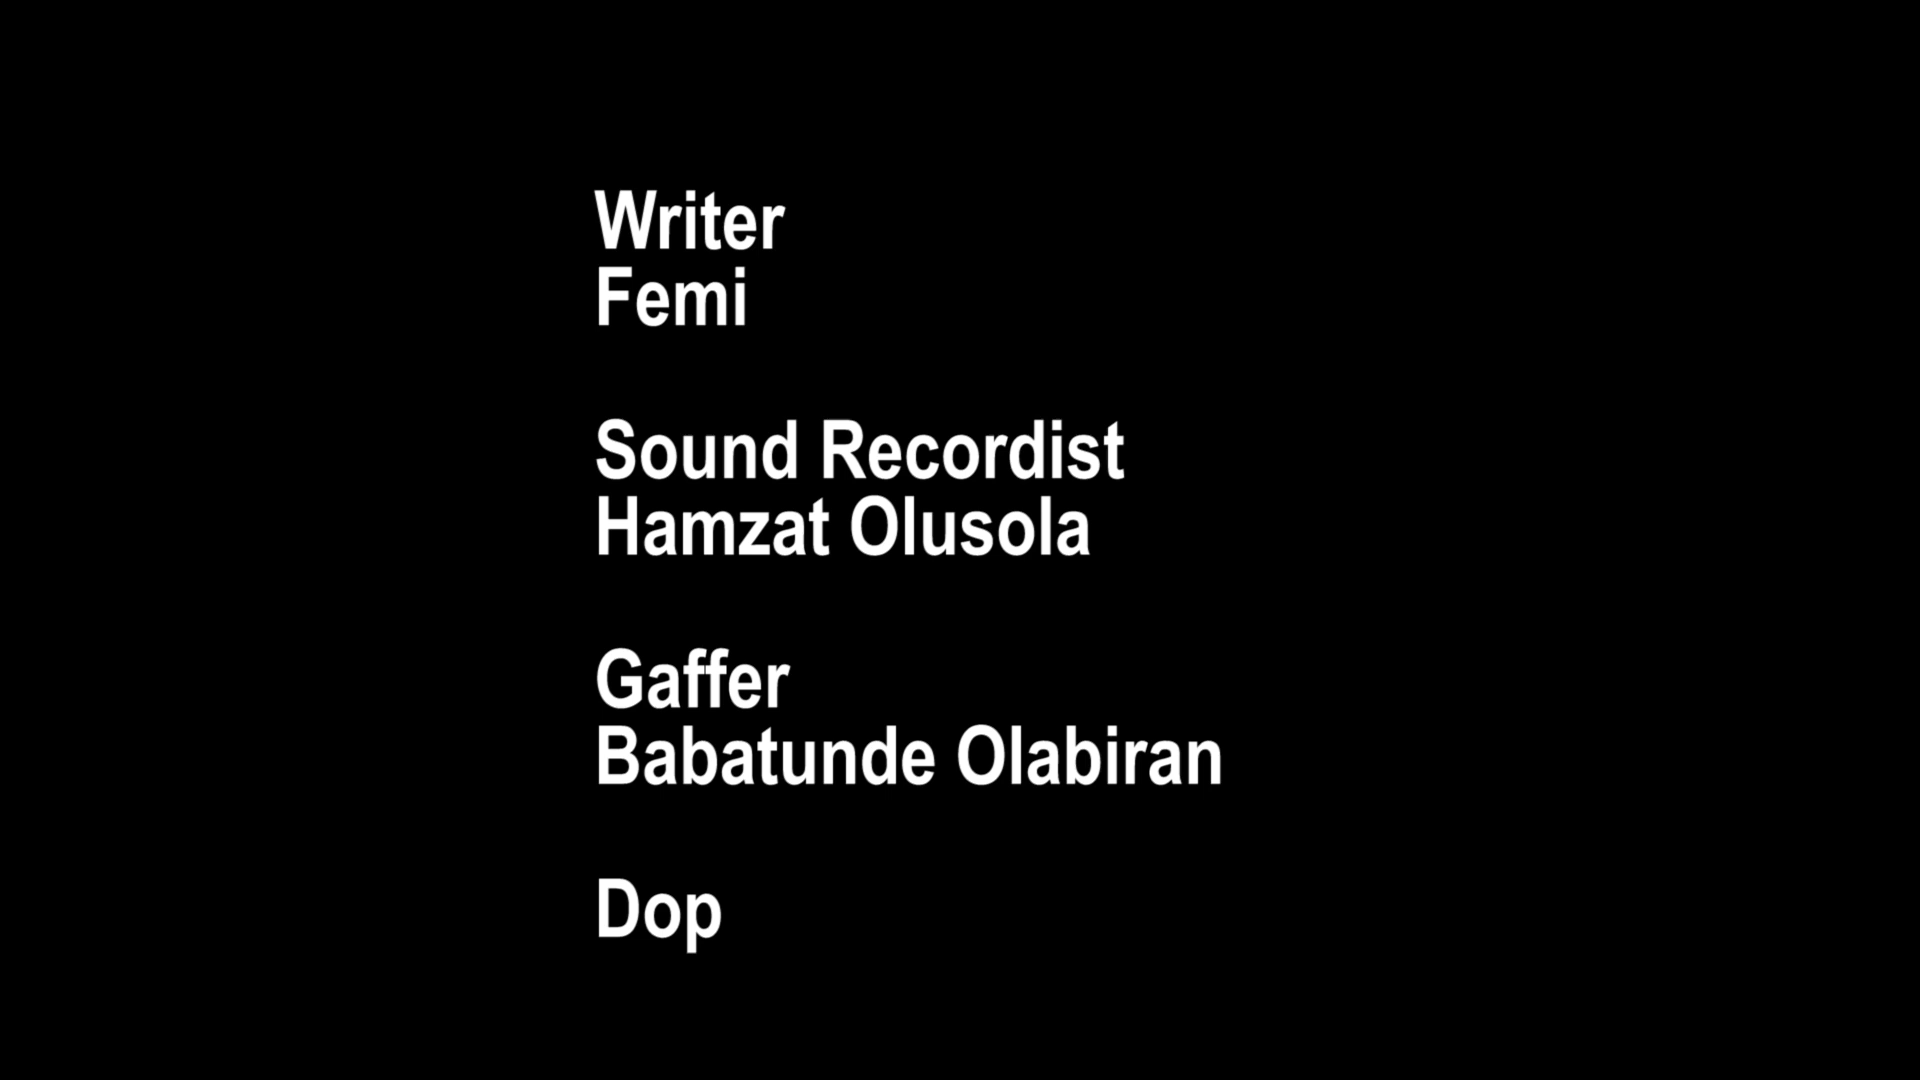 Writer
Femi
Sound Recordist
Hamzat Olusola
Gaffer
Babatunde Olabiran
Dop